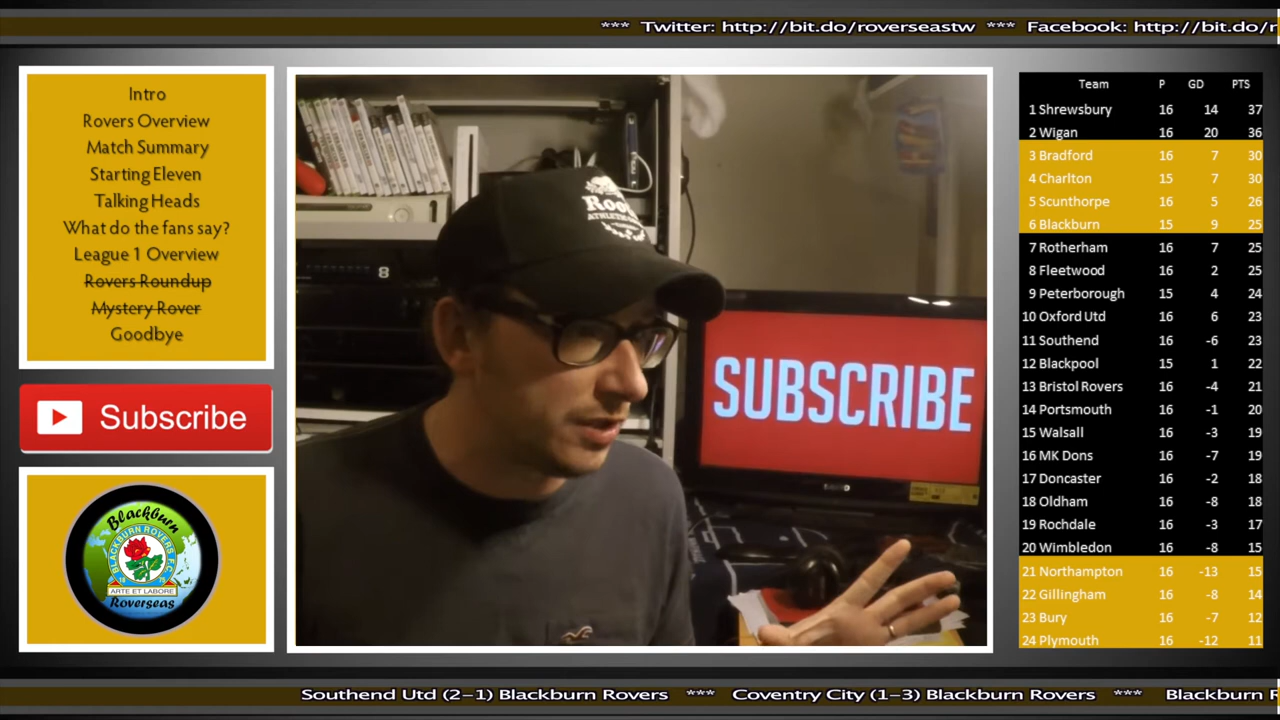 *** Twitter: http://bit.do/roverseastw *** Facebook: http://bit.do/r
Intro
Rovers Overview
Match Summary
Starting Eleven
Talking Heads
What do the fans say?
League 1 Overview
Rovers Roundup
Mystery Rover
Goodbye
Subscribe
Blackburn
BLACKBURN ROVERS F.C.
18 75
ARTE ET LABORE
Roverseas
8
Roo
ATHLET
SUBSCRIBE
Team P GD PTS
1 Shrewsbury 16 14 37
2 Wigan 16 20 36
3 Bradford 16 7 30
4 Charlton 15 7 30
5 Scunthorpe 16 5 26
6 Blackburn 15 9 25
7 Rotherham 16 7 25
8 Fleetwood 16 2 25
9 Peterborough 15 4 24
10 Oxford Utd 16 6 23
11 Southend 16 -6 23
12 Blackpool 15 1 22
13 Bristol Rovers 16 -4 21
14 Portsmouth 16 -1 20
15 Walsall 16 -3 19
16 MK Dons 16 -7 19
17 Doncaster 16 -2 18
18 Oldham 16 -8 18
19 Rochdale 16 -3 17
20 Wimbledon 16 -8 15
21 Northampton 16 -13 15
22 Gillingham 16 -8 14
23 Bury 16 -7 12
24 Plymouth 16 -12 11
Southend Utd (2-1) Blackburn Rovers *** Coventry City (1-3) Blackburn Rovers *** Blackburn R